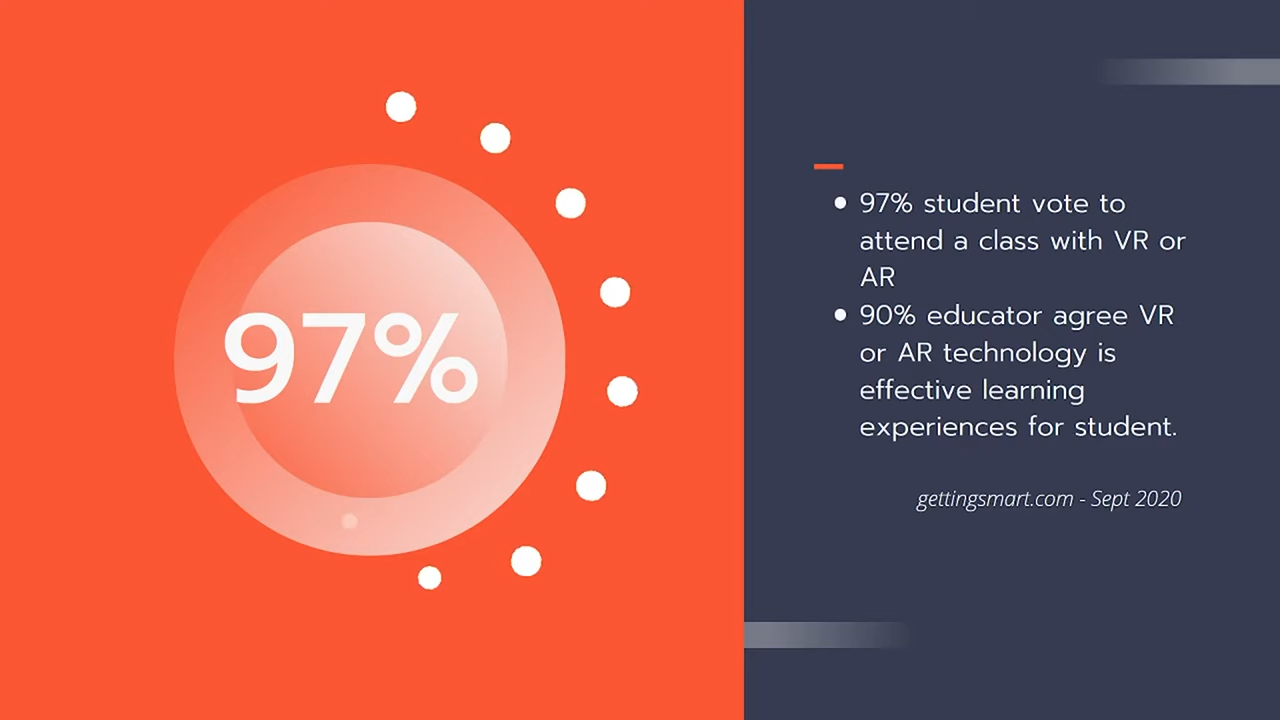 97%
97% student vote to
attend a class with VR or
AR
90% educator agree VR
or AR technology is
effective learning
experiences for student.
gettingsmart.com - Sept 2020